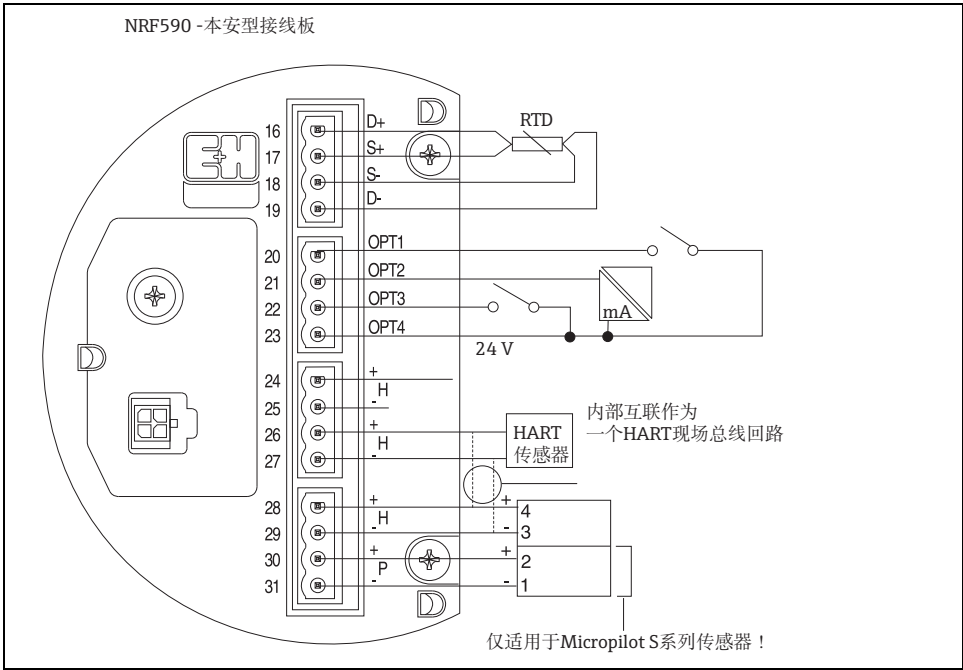 NRF590 -本安型接线板
E+H
16
D+
RTD
17
S+
18
S-
19
D-
20
OPT1
21
OPT2
22
OPT3
mA
23
OPT4
24 V
24
+
H
25
-
26
+
H
27
-
HART
传感器
内部互联作为
一个HART现场总线回路
28
+
H
+
4
29
-
-
3
30
+
P
+
2
31
-
-
1
仅适用于Micropilot S系列传感器！